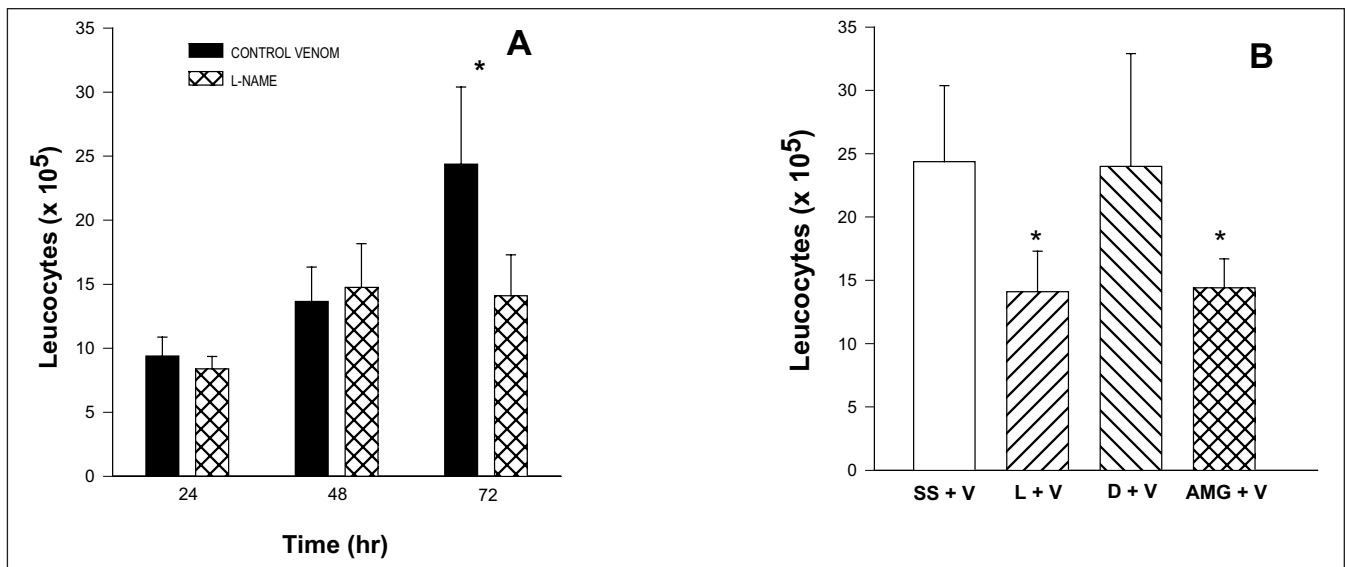 A
CONTROL VENOM
L-NAME
*
35
30
25
20
15
10
5
0
Leucocytes (x 10⁵)
24 48 72
Time (hr)
B
35
30
25
20
15
10
5
0
Leucocytes (x 10⁵)
* *
SS + V L + V D + V AMG + V